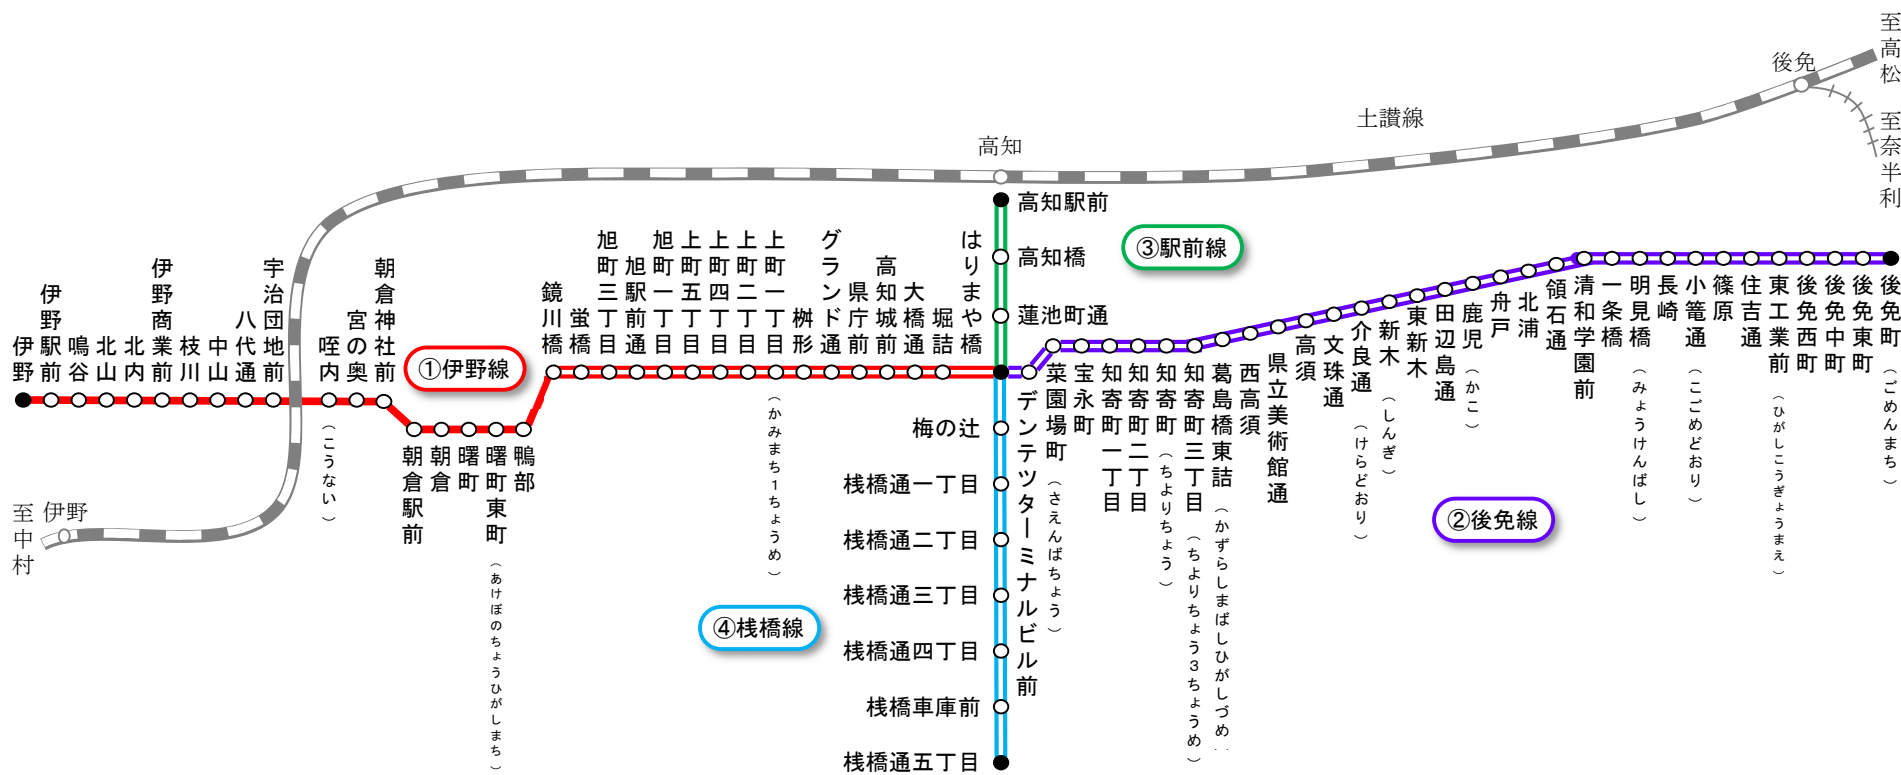 至高松
後免
至奈半利
土讃線
高知
至中村
伊野
①伊野線
伊野
伊野駅前
鳴谷
北山
北内
伊野商業前
枝川
中山
八代通
宇治団地前
咥内
(こうない)
宮の奥
朝倉神社前
朝倉駅前
朝倉
曙町
曙町東町
(あけぼのちょうひがしまち)
鴨部
鏡川橋
蛍橋
旭町三丁目
旭駅前通
旭町一丁目
上町五丁目
上町四丁目
上町二丁目
上町一丁目
(かみまち1ちょうめ)
桝形
グランド通
県庁前
高知城前
大橋通
堀詰
はりまや橋
③駅前線
高知駅前
高知橋
蓮池町通
④桟橋線
梅の辻
桟橋通一丁目
桟橋通二丁目
桟橋通三丁目
桟橋通四丁目
桟橋車庫前
桟橋通五丁目
②後免線
デンテツターミナルビル前
菜園場町
(さえんばちょう)
宝永町
知寄町一丁目
知寄町二丁目
知寄町
(ちよりちょう)
知寄町三丁目
(ちよりちょう3ちょうめ)
葛島橋東詰
(かずらしまばしひがしづめ)
西高須
県立美術館通
高須
文珠通
介良通
(けらどおり)
新木
(しんぎ)
東新木
田辺島通
鹿児
(かこ)
舟戸
北浦
領石通
清和学園前
一条橋
明見橋
(みょうけんばし)
長崎
小篭通
(こごめどおり)
篠原
住吉通
東工業前
(ひがしこうぎょうまえ)
後免西町
後免中町
後免東町
後免町
(ごめんまち)